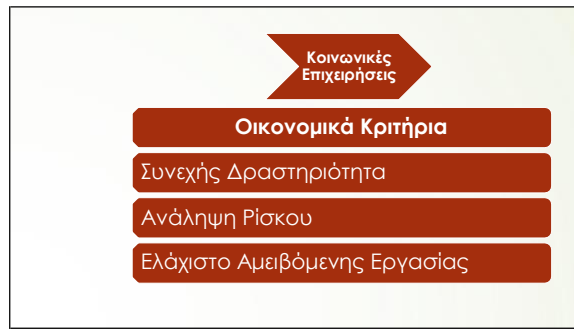 Κοινωνικές
Επιχειρήσεις
Οικονομικά Κριτήρια
Συνεχής Δραστηριότητα
Ανάληψη Ρίσκου
Ελάχιστο Αμειβόμενης Εργασίας